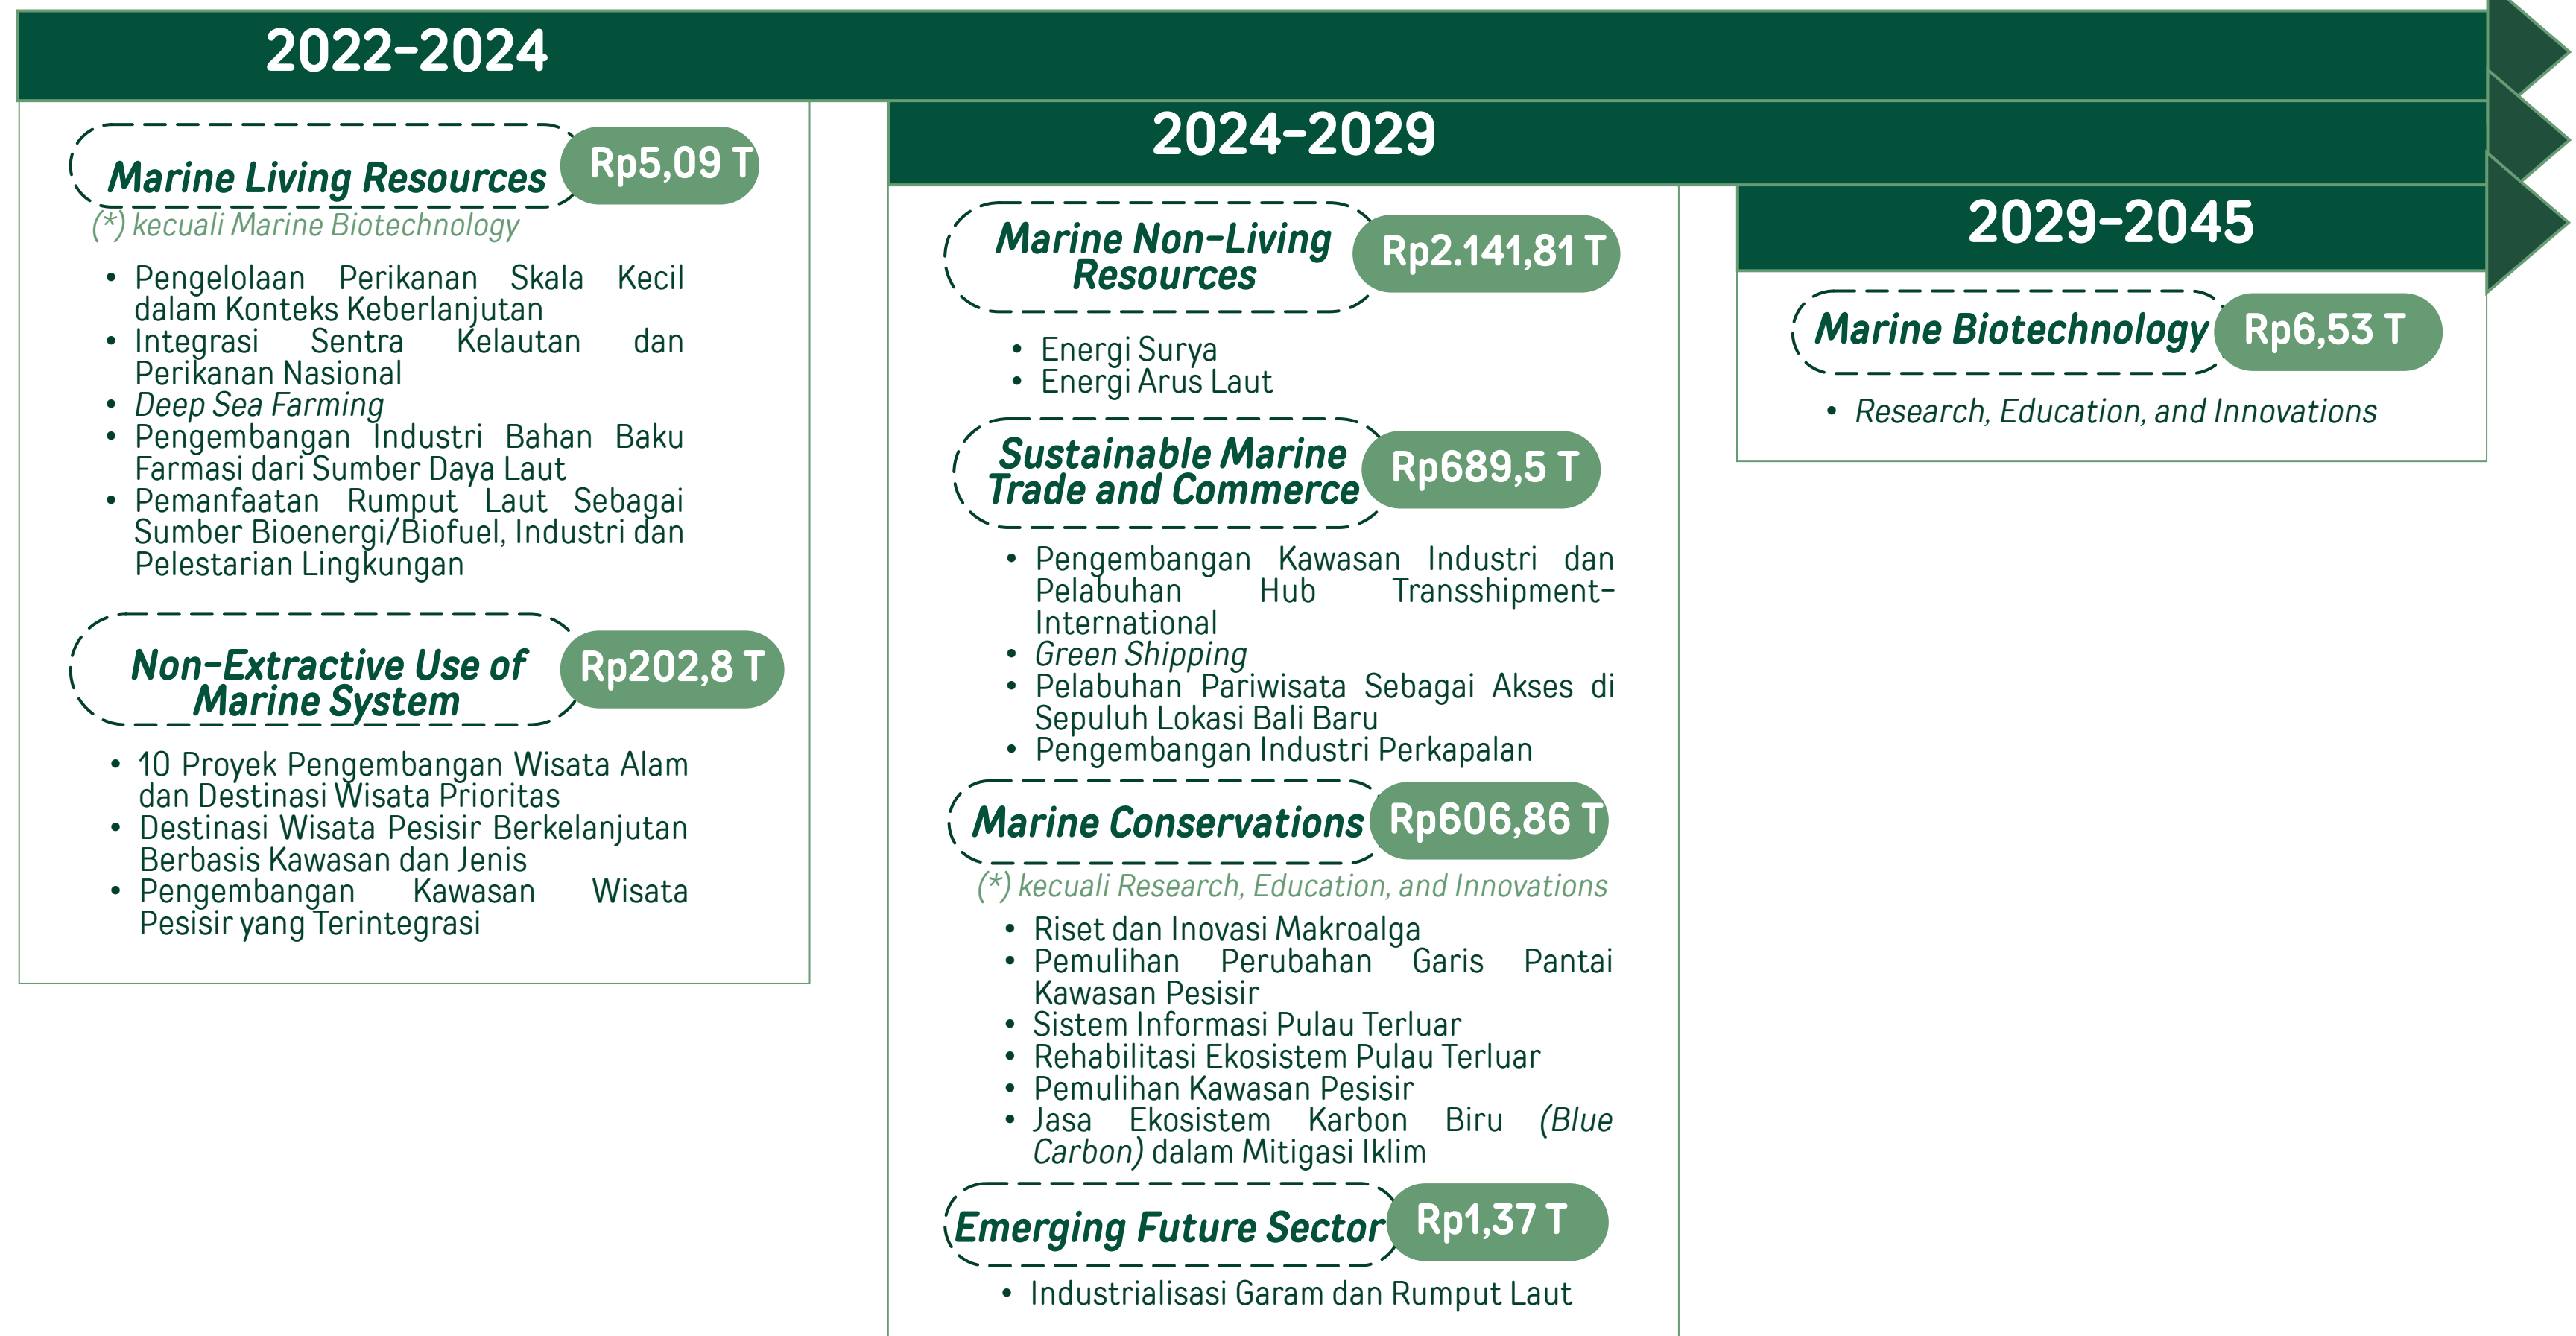 2022–2024
Marine Living Resources
Rp5,09 T
(*) kecuali Marine Biotechnology
• Pengelolaan Perikanan Skala Kecil
dalam Konteks Keberlanjutan
• Integrasi Sentra Kelautan dan
Perikanan Nasional
• Deep Sea Farming
• Pengembangan Industri Bahan Baku
Farmasi dari Sumber Daya Laut
• Pemanfaatan Rumput Laut Sebagai
Sumber Bioenergi/Biofuel, Industri dan
Pelestarian Lingkungan
Non-Extractive Use of
Marine System
Rp202,8 T
• 10 Proyek Pengembangan Wisata Alam
dan Destinasi Wisata Prioritas
• Destinasi Wisata Pesisir Berkelanjutan
Berbasis Kawasan dan Jenis
• Pengembangan Kawasan Wisata
Pesisir yang Terintegrasi
2024–2029
Marine Non-Living
Resources
Rp2.141,81 T
• Energi Surya
• Energi Arus Laut
Sustainable Marine
Trade and Commerce
Rp689,5 T
• Pengembangan Kawasan Industri dan
Pelabuhan Hub Transshipment-
International
• Green Shipping
• Pelabuhan Pariwisata Sebagai Akses di
Sepuluh Lokasi Bali Baru
• Pengembangan Industri Perkapalan
Marine Conservations
Rp606,86 T
(*) kecuali Research, Education, and Innovations
• Riset dan Inovasi Makroalga
• Pemulihan Perubahan Garis Pantai
Kawasan Pesisir
• Sistem Informasi Pulau Terluar
• Rehabilitasi Ekosistem Pulau Terluar
• Pemulihan Kawasan Pesisir
• Jasa Ekosistem Karbon Biru (Blue
Carbon) dalam Mitigasi Iklim
Emerging Future Sector
Rp1,37 T
• Industrialisasi Garam dan Rumput Laut
2029–2045
Marine Biotechnology
Rp6,53 T
• Research, Education, and Innovations